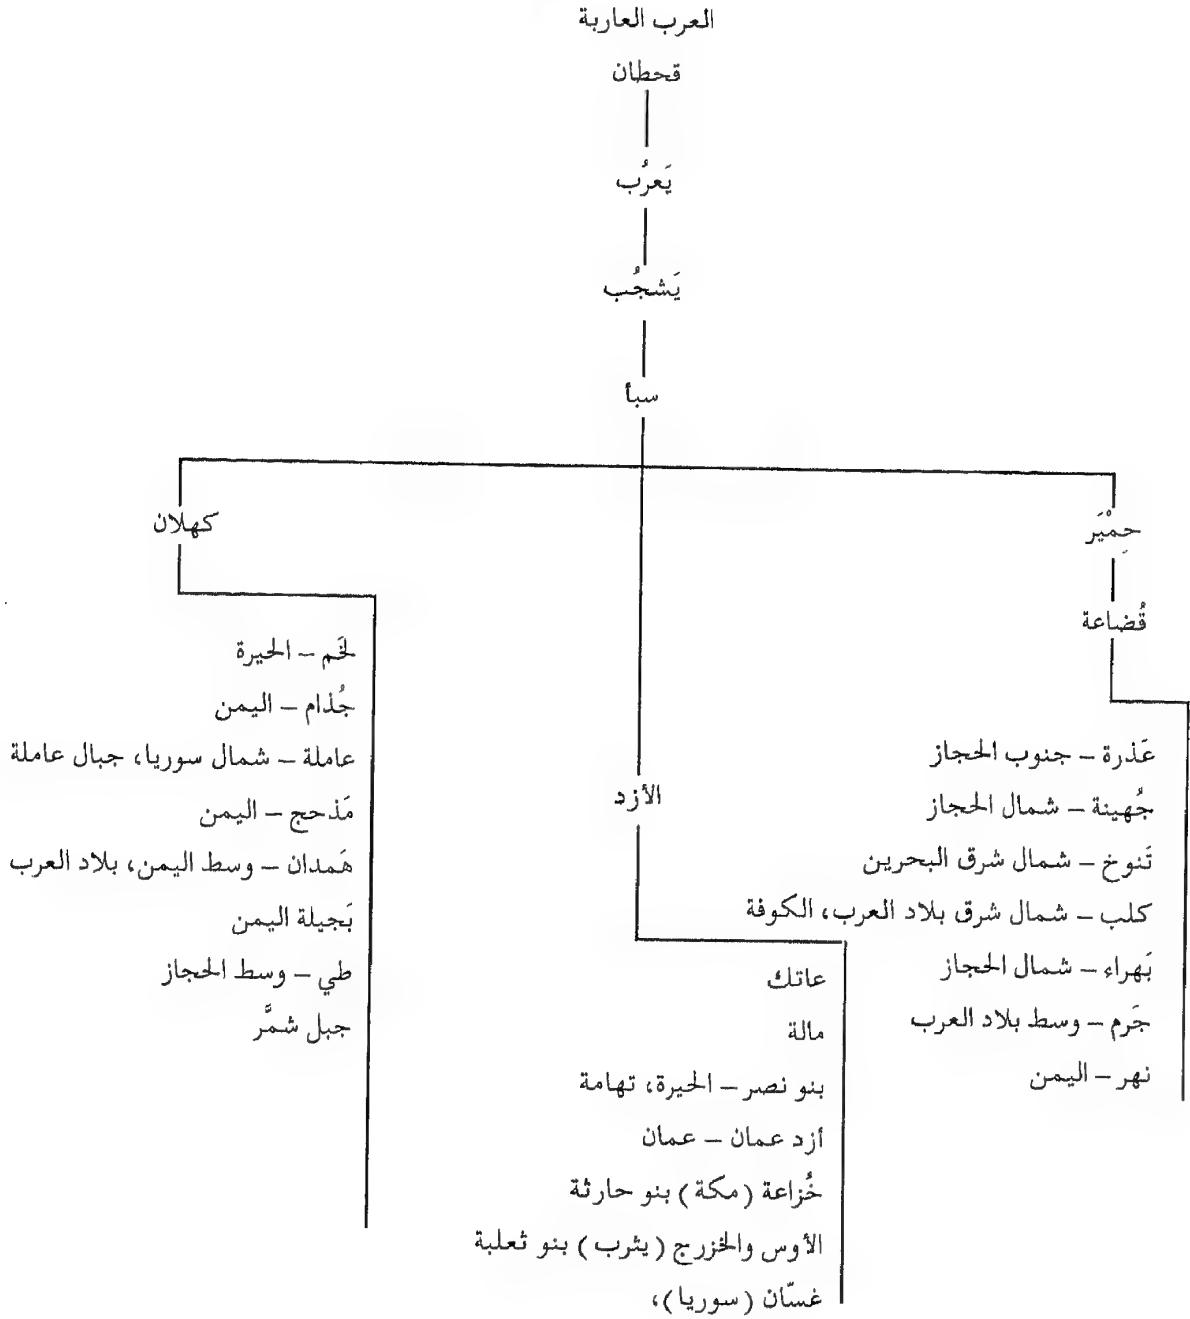 العرب العاربة
قحطان
يَعرُب
يَشجُب
سبأ
حِمْيَر
قُضاعة
عَذرة – جنوب الحجاز
جُهينة – شمال الحجاز
تَنوخ – شمال شرق البحرين
كلب – شمال شرق بلاد العرب، الكوفة
بَهراء – شمال الحجاز
جَرم – وسط بلاد العرب
نهر – اليمن
الأزد
عاتك
مالة
بنو نصر – الحيرة، تهامة
أزد عمان – عمان
خُزاعة (مكة) بنو حارثة
الأوس والخزرج (يثرب) بنو ثعلبة
غسّان (سوريا)،
كهلان
لَخَم – الحيرة
جُذام – اليمن
عاملة – شمال سوريا، جبال عاملة
مَذحج – اليمن
هَمدان – وسط اليمن، بلاد العرب
بَجيلة اليمن
طي – وسط الحجاز
جبل شمَّر